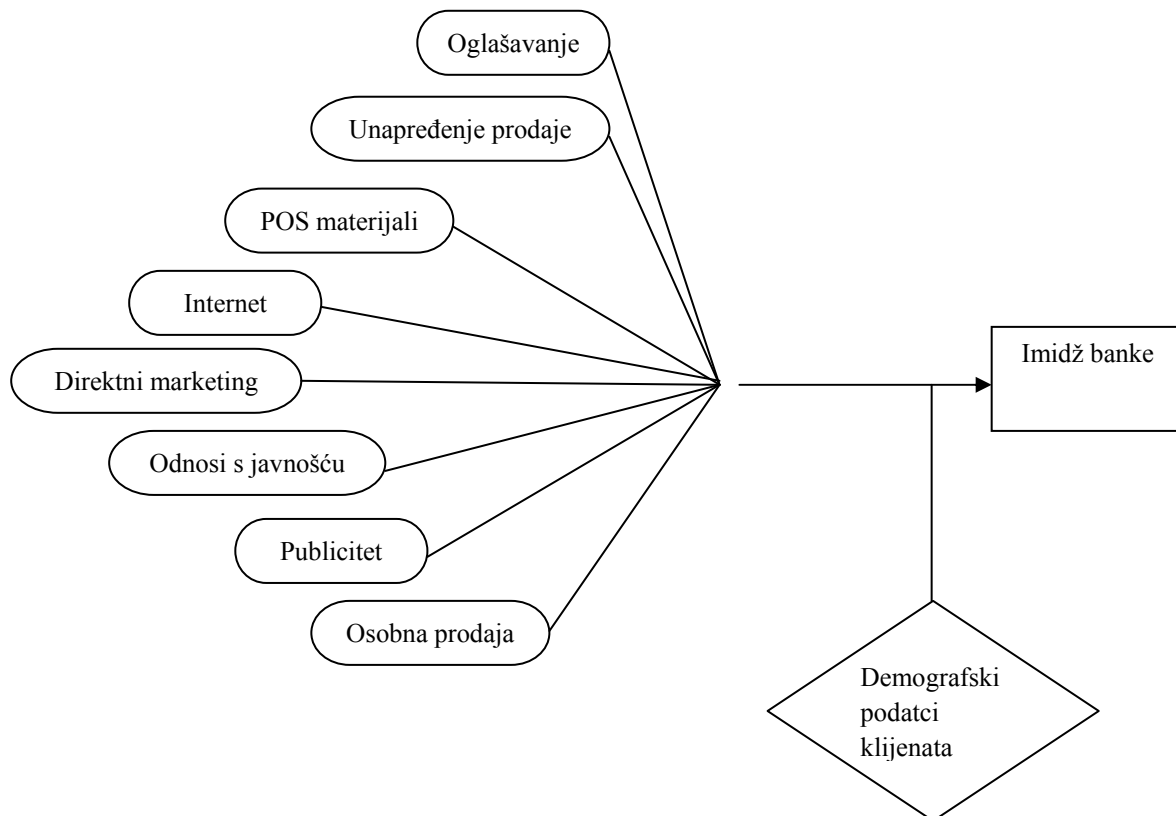 Oglašavanje
Unapređenje prodaje
POS materijali
Internet
Direktni marketing
Odnosi s javnošću
Publicitet
Osobna prodaja
Imidž banke
Demografski
podatci
klijenata